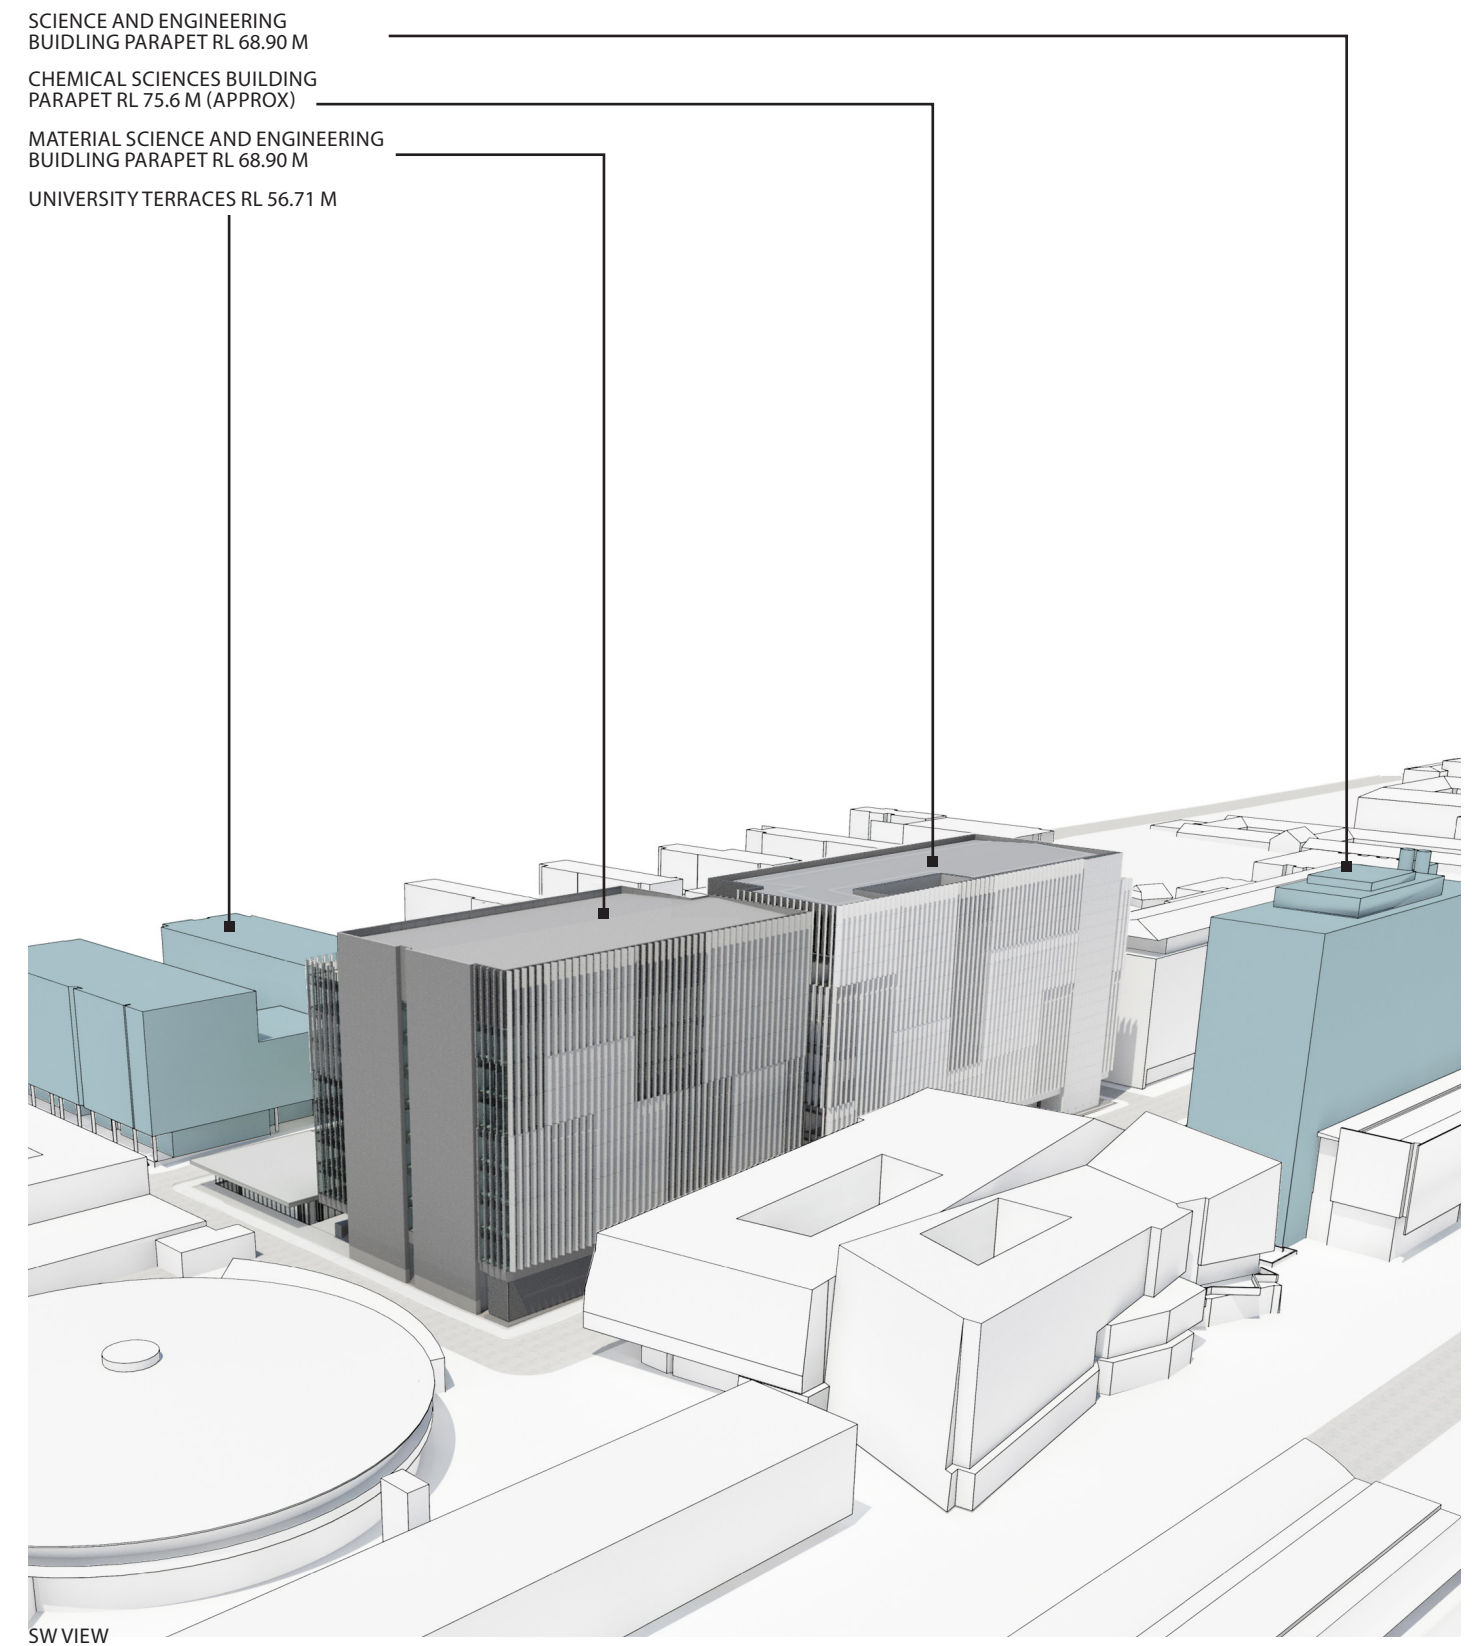 SCIENCE AND ENGINEERING
BUIDLING PARAPET RL 68.90 M
CHEMICAL SCIENCES BUILDING
PARAPET RL 75.6 M (APPROX)
MATERIAL SCIENCE AND ENGINEERING
BUIDLING PARAPET RL 68.90 M
UNIVERSITY TERRACES RL 56.71 M
SW VIEW